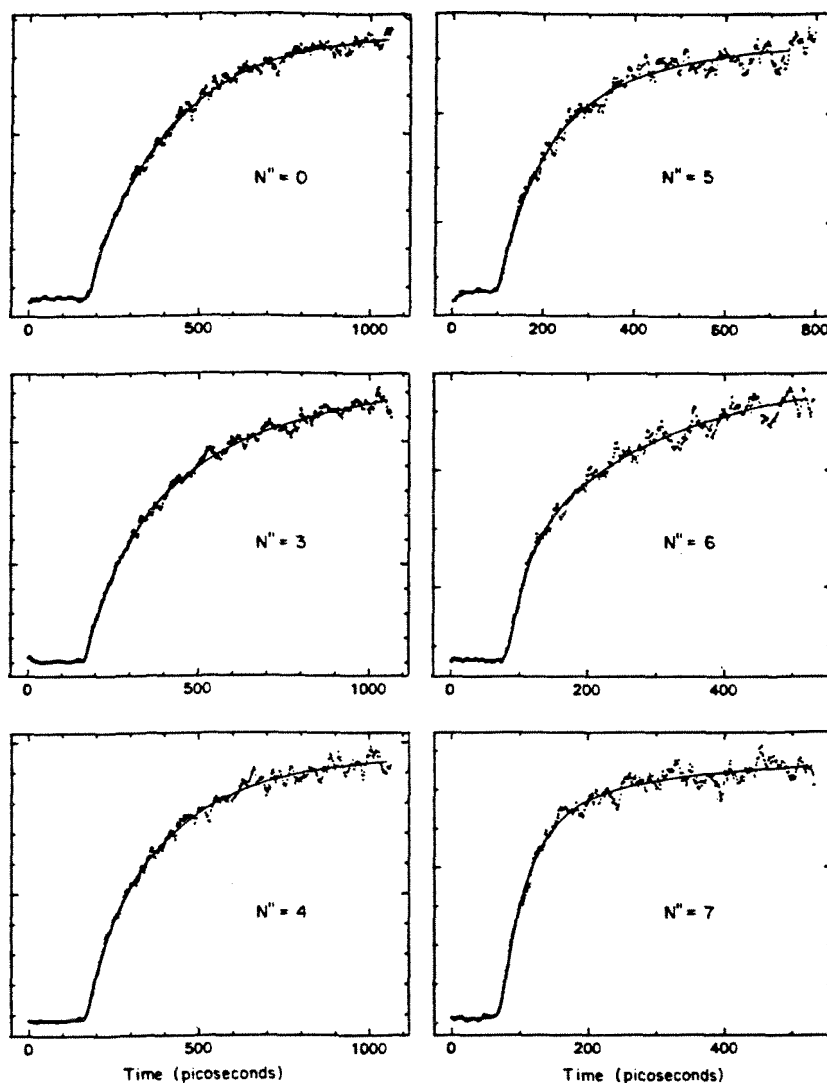 N" = 0
0 500 1000
N" = 5
0 200 400 600 800
N" = 3
0 500 1000
N" = 6
0 200 400
N" = 4
0 500 1000
Time (picoseconds)
N" = 7
0 200 400
Time (picoseconds)